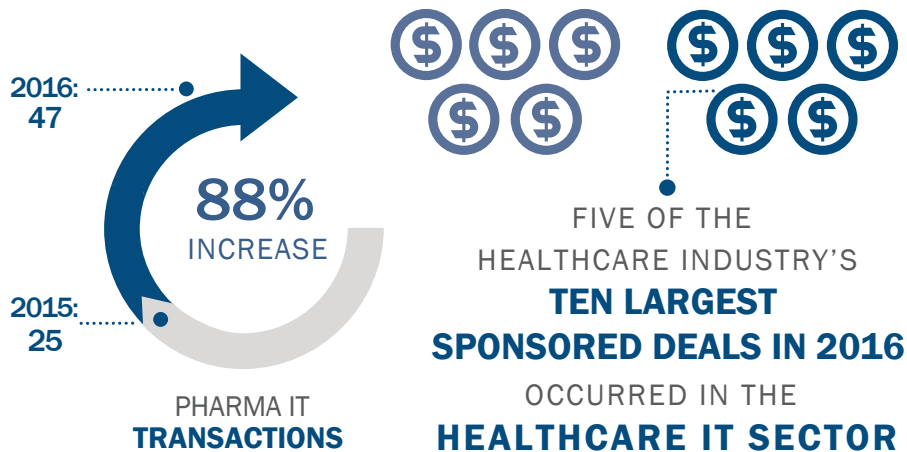 2016:
47
88%
INCREASE
2015:
25
PHARMA IT
TRANSACTIONS
$ $ $ $ $ $
$ $ $ $
FIVE OF THE
HEALTHCARE INDUSTRY'S
TEN LARGEST
SPONSORED DEALS IN 2016
OCCURRED IN THE
HEALTHCARE IT SECTOR